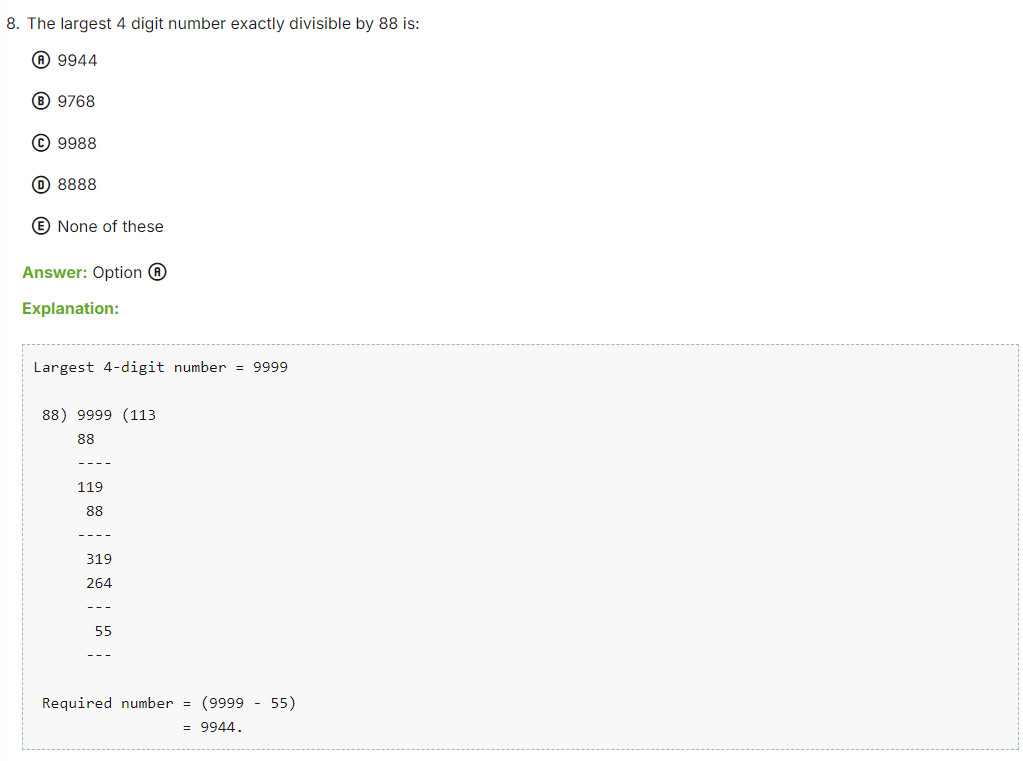 8. The largest 4 digit number exactly divisible by 88 is:
Ⓐ 9944
Ⓑ 9768
Ⓒ 9988
Ⓓ 8888
Ⓔ None of these
Answer: Option Ⓐ
Explanation:
Largest 4-digit number = 9999
88) 9999 (113
88
----
119
88
----
319
264
---
55
---
Required number = (9999 - 55)
= 9944.